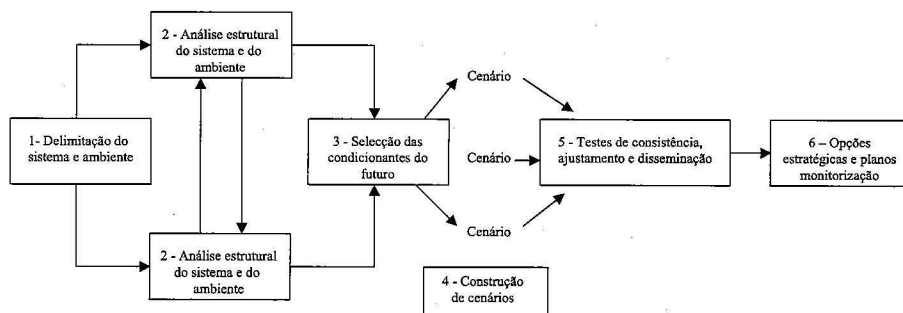 2 - Análise estrutural
do sistema e do
ambiente
1- Delimitação do
sistema e ambiente
2 - Análise estrutural
do sistema e do
ambiente
3 - Selecção das
condicionantes do
futuro
Cenário
Cenário
Cenário
4 - Construção
de cenários
5 - Testes de consistência,
ajustamento e disseminação
6 – Opções
estratégicas e planos
monitorização